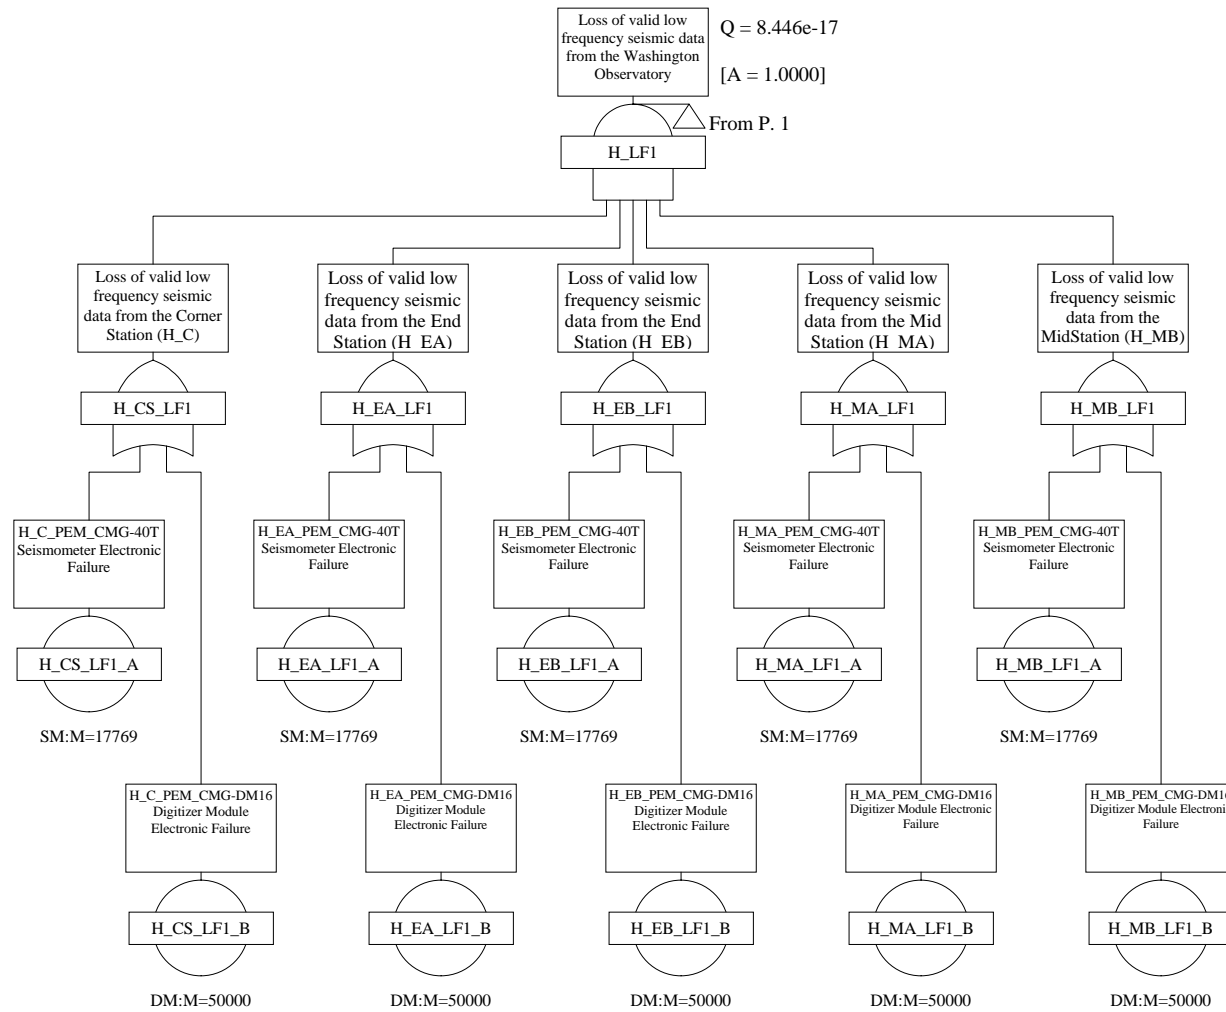 Loss of valid low
frequency seismic data
from the Washington
Observatory
Q = 8.446e-17
[A = 1.0000]
From P. 1
H_LF1
Loss of valid low
frequency seismic
data from the Corner
Station (H_C)
Loss of valid low
frequency seismic
data from the End
Station (H_EA)
Loss of valid low
frequency seismic
data from the End
Station (H_EB)
Loss of valid low
frequency seismic
data from the Mid
Station (H_MA)
Loss of valid low
frequency seismic
data from the
MidStation (H_MB)
H_CS_LF1
H_EA_LF1
H_EB_LF1
H_MA_LF1
H_MB_LF1
H_C_PEM_CMG-40T
Seismometer Electronic
Failure
H_EA_PEM_CMG-40T
Seismometer Electronic
Failure
H_EB_PEM_CMG-40T
Seismometer Electronic
Failure
H_MA_PEM_CMG-40T
Seismometer Electronic
Failure
H_MB_PEM_CMG-40T
Seismometer Electronic
Failure
H_CS_LF1_A
H_EA_LF1_A
H_EB_LF1_A
H_MA_LF1_A
H_MB_LF1_A
SM:M=17769
SM:M=17769
SM:M=17769
SM:M=17769
SM:M=17769
H_C_PEM_CMG-DM16
Digitizer Module
Electronic Failure
H_EA_PEM_CMG-DM16
Digitizer Module
Electronic Failure
H_EB_PEM_CMG-DM16
Digitizer Module
Electronic Failure
H_MA_PEM_CMG-DM16
Digitizer Module Electronic
Failure
H_MB_PEM_CMG-DM16
Digitizer Module Electronic
Failure
H_CS_LF1_B
H_EA_LF1_B
H_EB_LF1_B
H_MA_LF1_B
H_MB_LF1_B
DM:M=50000
DM:M=50000
DM:M=50000
DM:M=50000
DM:M=50000